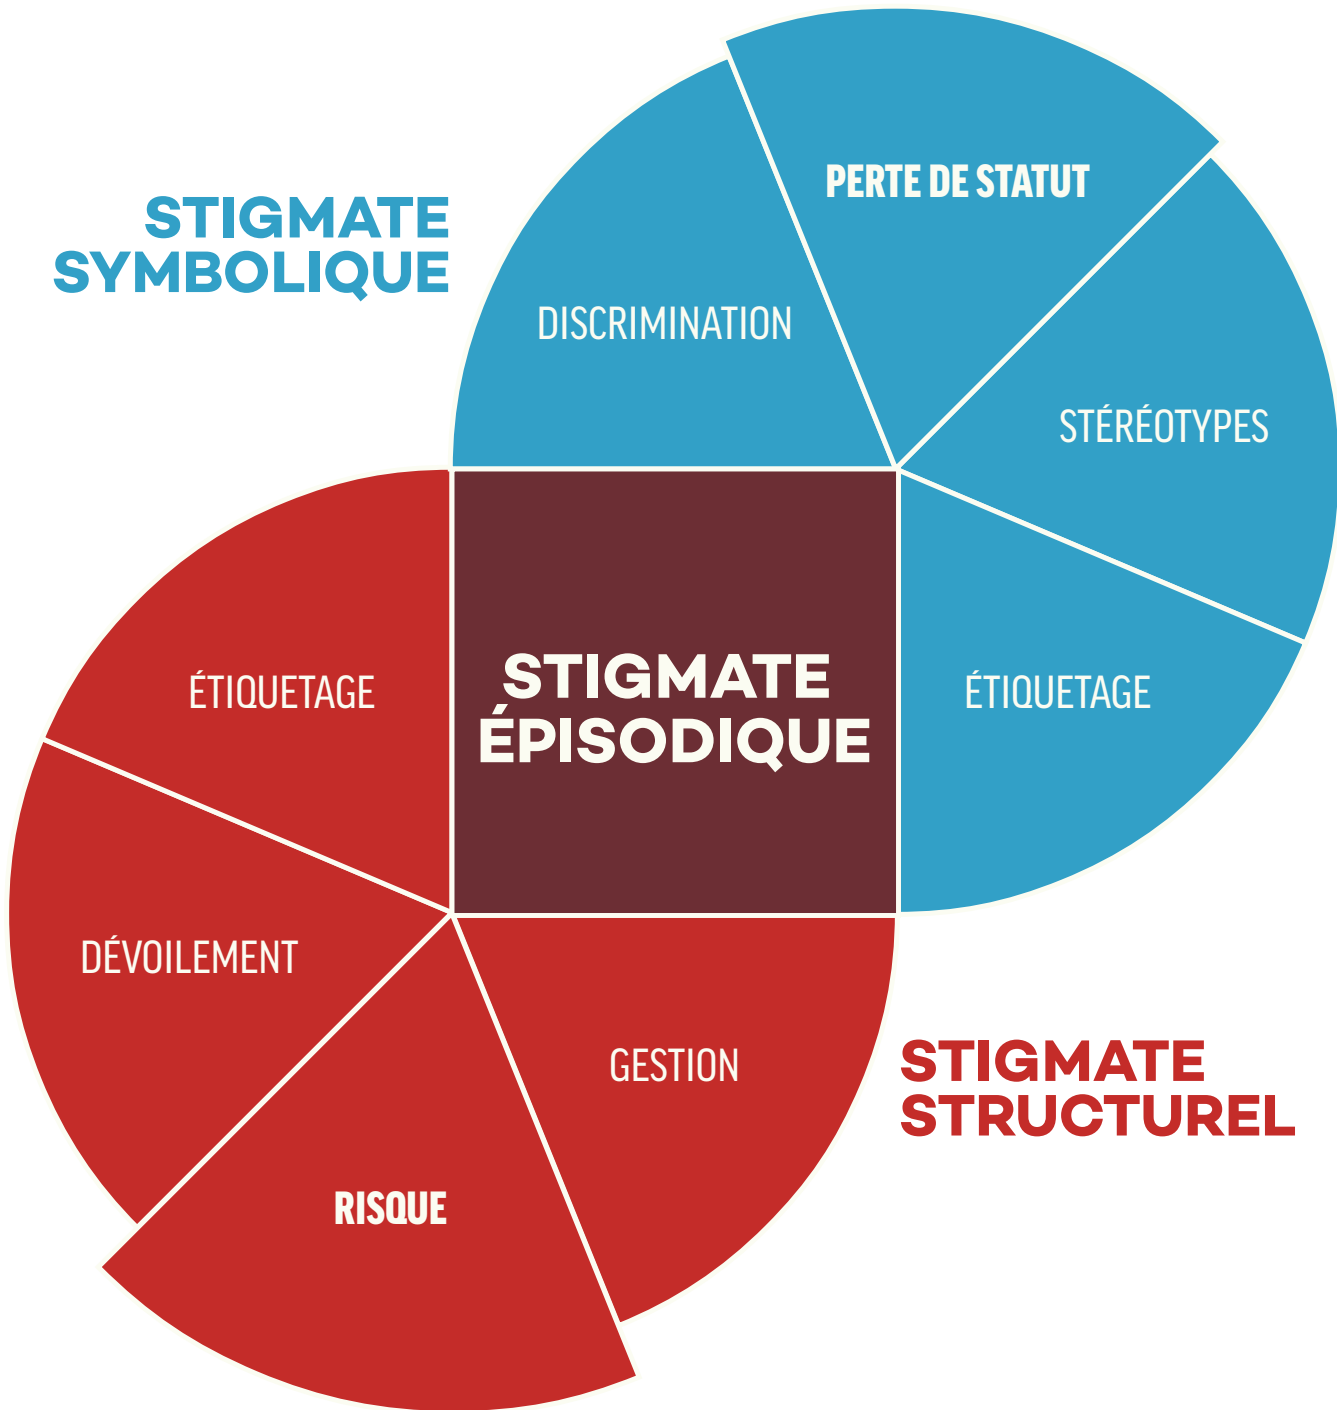 PERTE DE STATUT
STIGMATE
SYMBOLIQUE
DISCRIMINATION
STÉRÉOTYPES
ÉTIQUETAGE
STIGMATE
ÉPISODIQUE
ÉTIQUETAGE
DÉVOILEMENT
GESTION
STIGMATE
STRUCTUREL
RISQUE